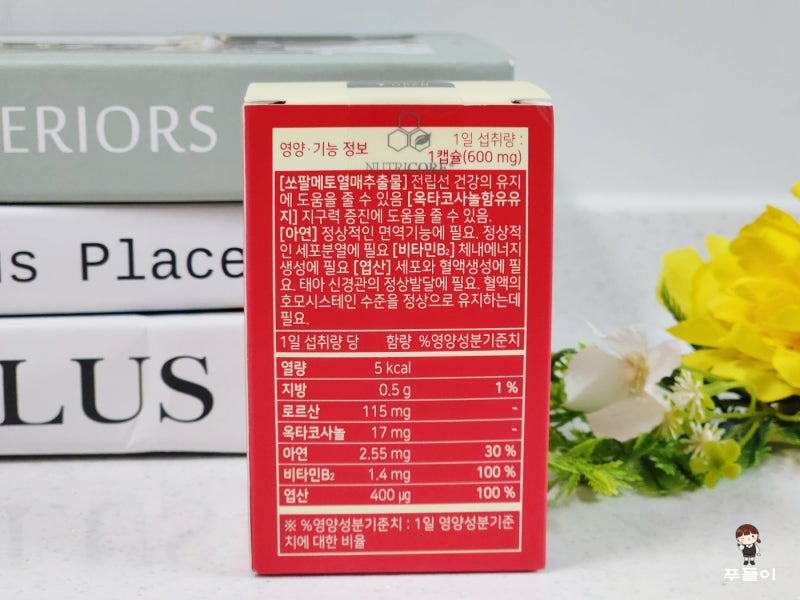 ERIORS
us Place
LUS
OPEN
NUTRICORE®
영양·기능 정보
1일 섭취량 :
1캡슐(600 mg)
[쏘팔메토열매추출물] 전립선 건강의 유지
에 도움을 줄 수 있음 [옥타코사놀함유유
지] 지구력 증진에 도움을 줄 수 있음.
[아연] 정상적인 면역기능에 필요. 정상적
인 세포분열에 필요 [비타민B₂] 체내에너지
생성에 필요 [엽산] 세포와 혈액생성에 필
요. 태아 신경관의 정상발달에 필요. 혈액의
호모시스테인 수준을 정상으로 유지하는데
필요.
1일 섭취량 당 함량 %영양성분기준치
열량 5 kcal
지방 0.5 g 1 %
로르산 115 mg -
옥타코사놀 17 mg -
아연 2.55 mg 30 %
비타민B₂ 1.4 mg 100 %
엽산 400 µg 100 %
※ %영양성분기준치 : 1일 영양성분기준
치에 대한 비율
푸들이